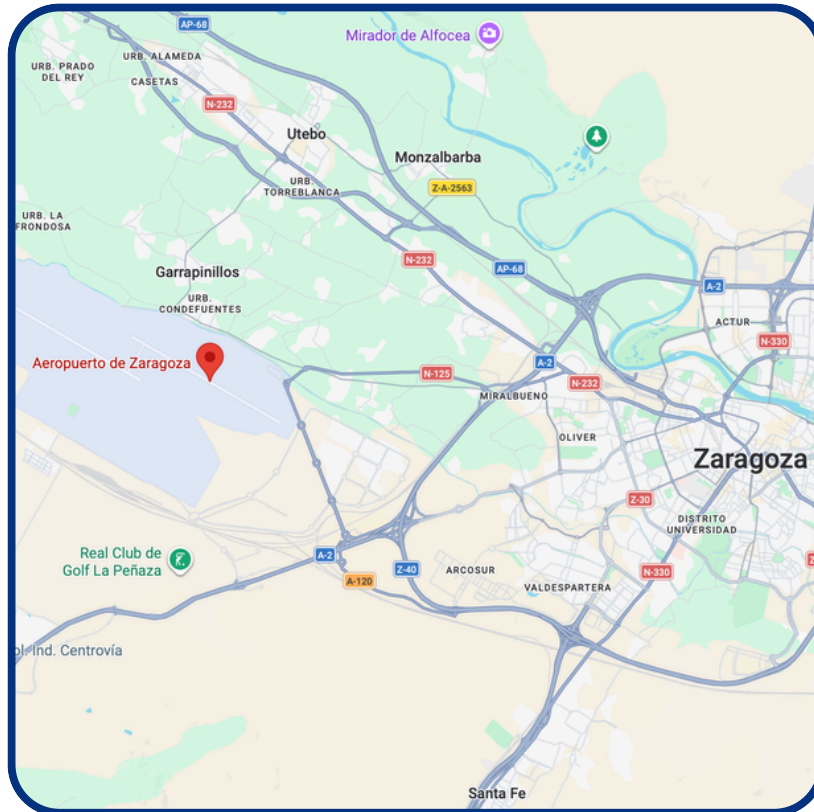 AP-68
Mirador de Alfocea
URB. ALAMEDA
URB. PRADO
DEL REY
CASETAS
N-232
Utebo
Monzalbarba
URB.
TORREBLANCA
Z-A-2563
URB. LA
FRONDOSA
N-232
AP-68
Garrapinillos
A-2
URB.
CONDEFUENTES
ACTUR
N-330
Aeropuerto de Zaragoza
A-2
N-125
N-232
MIRALBUENO
OLIVER
Zaragoza
Z-30
DISTRITO
UNIVERSIDAD
Real Club de
Golf La Peñaza
A-2
Z-40
ARCOSUR
N-330
A-120
VALDESPARTERA
ol. Ind. Centrovía
Santa Fe